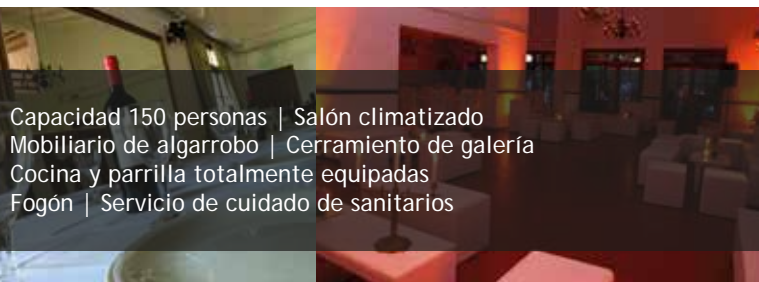 Capacidad 150 personas | Salón climatizado
Mobiliario de algarrobo | Cerramiento de galería
Cocina y parrilla totalmente equipadas
Fogón | Servicio de cuidado de sanitarios